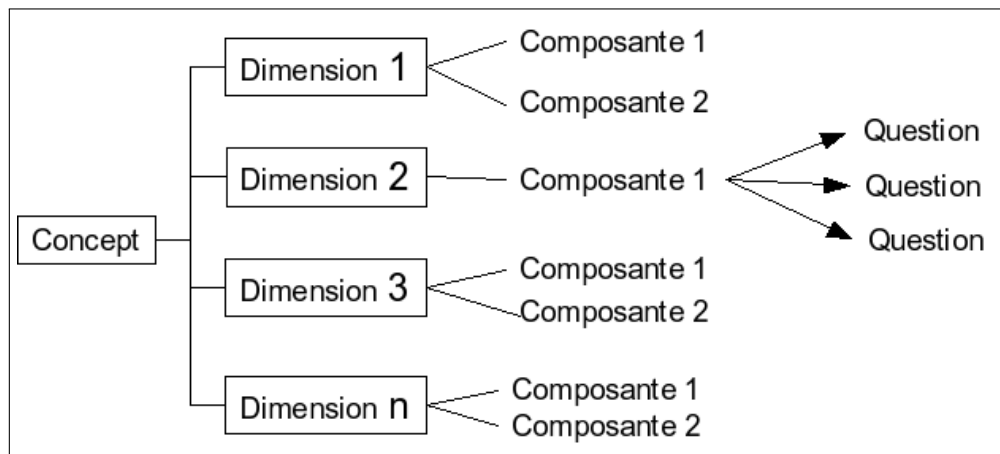 Concept
Dimension 1
Composante 1
Composante 2
Dimension 2
Composante 1
Question
Question
Question
Dimension 3
Composante 1
Composante 2
Dimension n
Composante 1
Composante 2